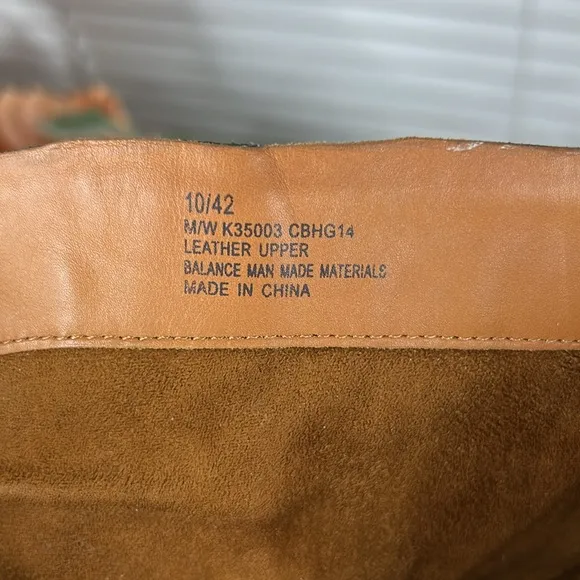 10/42
M/W K35003 CBHG14
LEATHER UPPER
BALANCE MAN MADE MATERIALS
MADE IN CHINA